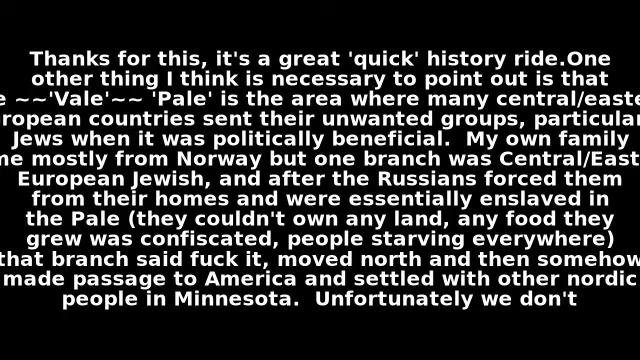 Thanks for this, it's a great 'quick' history ride.One
other thing I think is necessary to point out is that
e ~~'Vale'~~ 'Pale' is the area where many central/easte
ropean countries sent their unwanted groups, particular
Jews when it was politically beneficial.  My own family
me mostly from Norway but one branch was Central/East
European Jewish, and after the Russians forced them
from their homes and were essentially enslaved in
the Pale (they couldn't own any land, any food they
grew was confiscated, people starving everywhere)
that branch said fuck it, moved north and then somehow
made passage to America and settled with other nordic
people in Minnesota.  Unfortunately we don't